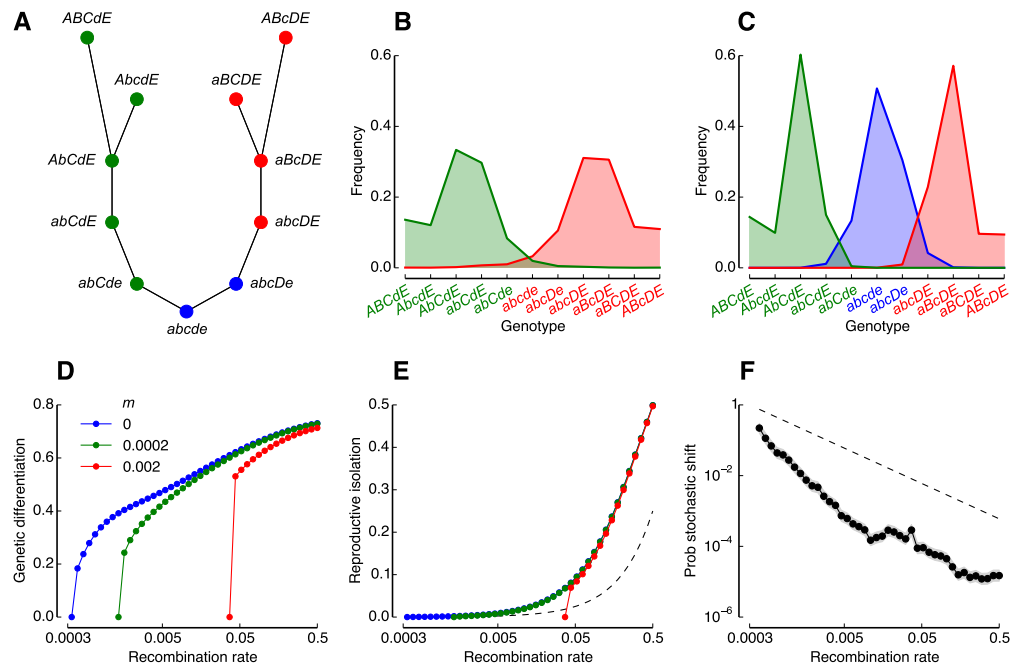 A
ABCdE
ABcDE
AbcdE
aBCDE
AbCdE
aBcDE
abCdE
abcDE
abCde
abcDe
abcde
B
Frequency
0.6
0.4
0.2
0.0
ABCdE
AbcdE
AbCdE
abCdE
abCde
abcde
abcDe
abcDE
aBcDE
aBCDE
ABcDE
Genotype
C
Frequency
0.6
0.4
0.2
0.0
ABCdE
AbcdE
AbCdE
abCdE
abCde
abcde
abcDe
abcDE
aBcDE
aBCDE
ABcDE
Genotype
D
Genetic differentiation
0.8
0.6
0.4
0.2
0.0
m
0
0.0002
0.002
0.0003
0.005
0.05
0.5
Recombination rate
E
Reproductive isolation
0.5
0.4
0.3
0.2
0.1
0.0
0.0003
0.005
0.05
0.5
Recombination rate
F
Prob stochastic shift
1
10−2
10−4
10−6
0.0003
0.005
0.05
0.5
Recombination rate